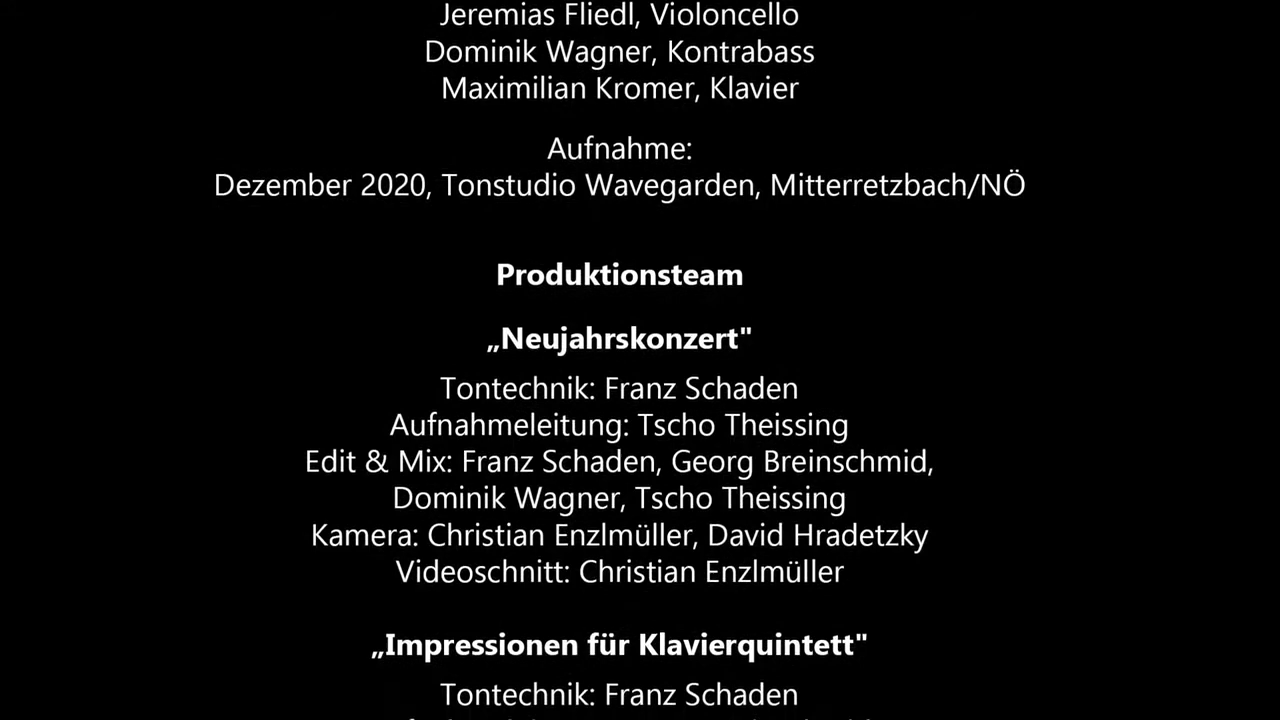 Jeremias Fliedl, Violoncello
Dominik Wagner, Kontrabass
Maximilian Kromer, Klavier
Aufnahme:
Dezember 2020, Tonstudio Wavegarden, Mitterretzbach/NÖ
Produktionsteam
„Neujahrskonzert"
Tontechnik: Franz Schaden
Aufnahmeleitung: Tscho Theissing
Edit & Mix: Franz Schaden, Georg Breinschmid,
Dominik Wagner, Tscho Theissing
Kamera: Christian Enzlmüller, David Hradetzky
Videoschnitt: Christian Enzlmüller
„Impressionen für Klavierquintett"
Tontechnik: Franz Schaden